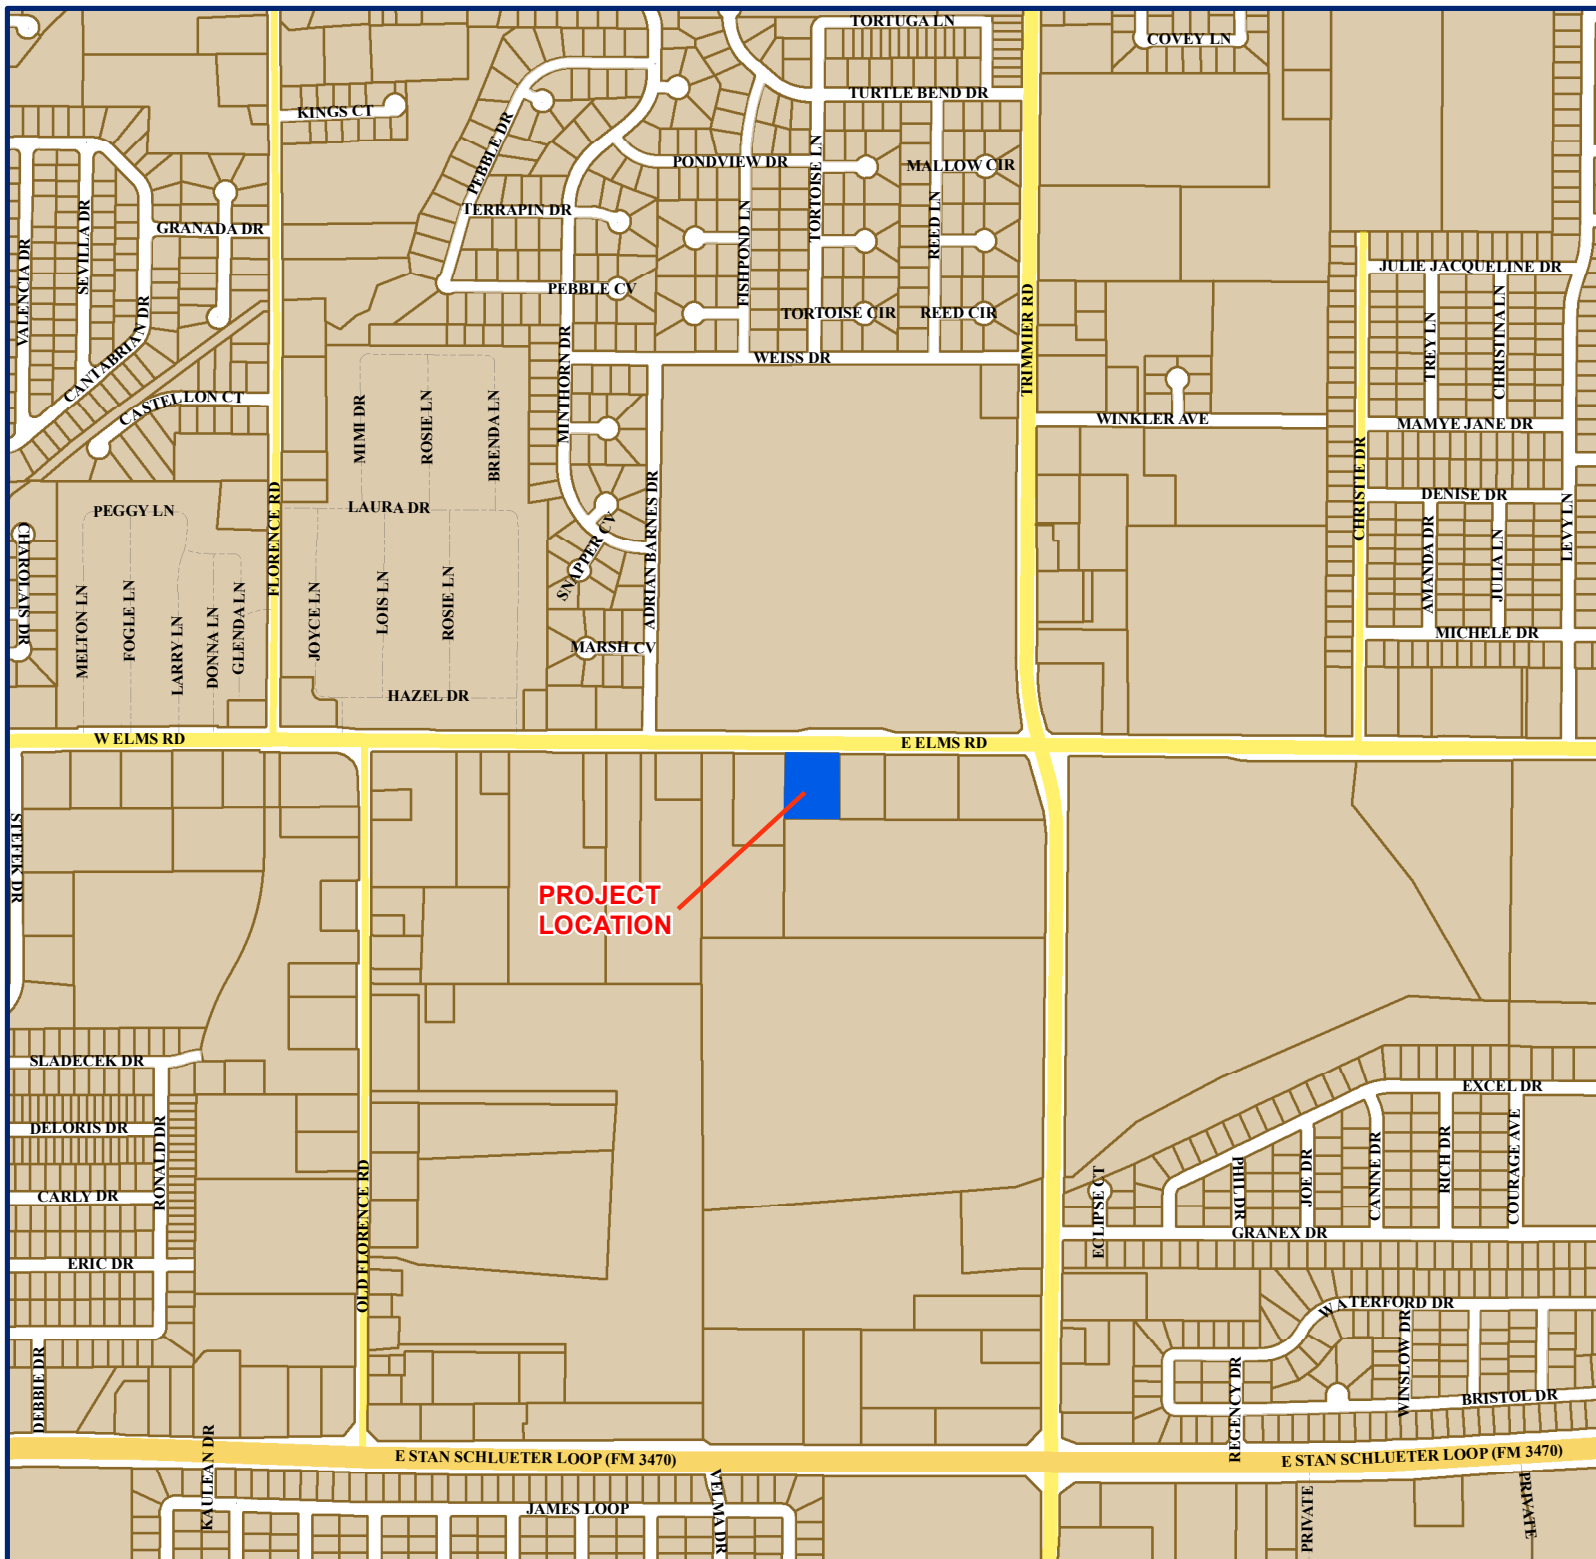 TORTUGA LN
COVEY LN
TURTLE BEND DR
KINGS CT
PEBBLE DR
PONDVIEW DR
TORTOISE LN
MALLOW CIR
TERRAPIN DR
GRANADA DR
VALENCIA DR
SEVILLA DR
FISHPOND LN
REED LN
JULIE JACQUELINE DR
PEBBLE CV
TORTOISE CIR
REED CIR
TRIMMIER RD
CANTABRIAN DR
TREY LN
CHRISTINA LN
WEISS DR
MINTHORN DR
CASTELLON CT
MIMI DR
ROSIE LN
BRENDA LN
WINKLER AVE
MAMYE JANE DR
PEGGY LN
FLORENCE RD
LAURA DR
CHRISTIE DR
DENISE DR
LEVY LN
CHAROLAIS DR
SNAPPER CV
ADRIAN BARNES DR
AMANDA DR
JULIA LN
MELTON LN
FOGLE LN
LARRY LN
DONNA LN
GLENDA LN
JOYCE LN
LOIS LN
ROSIE LN
MARSH CV
MICHELE DR
HAZEL DR
W ELMS RD
E ELMS RD
STEFEK DR
PROJECT
LOCATION
SLADECEK DR
EXCEL DR
DELORIS DR
RONALD DR
CARLY DR
OLD FLORENCE RD
ECLIPSE CT
PHIL DR
JOE DR
CANINE DR
RICH DR
COURAGE AVE
GRANEX DR
ERIC DR
WATERFORD DR
DEBBIE DR
REGENCY DR
WINSLOW DR
BRISTOL DR
E STAN SCHLUETER LOOP (FM 3470)
E STAN SCHLUETER LOOP (FM 3470)
KAULEAN DR
JAMES LOOP
VELMA DR
PRIVATE
PRIVATE